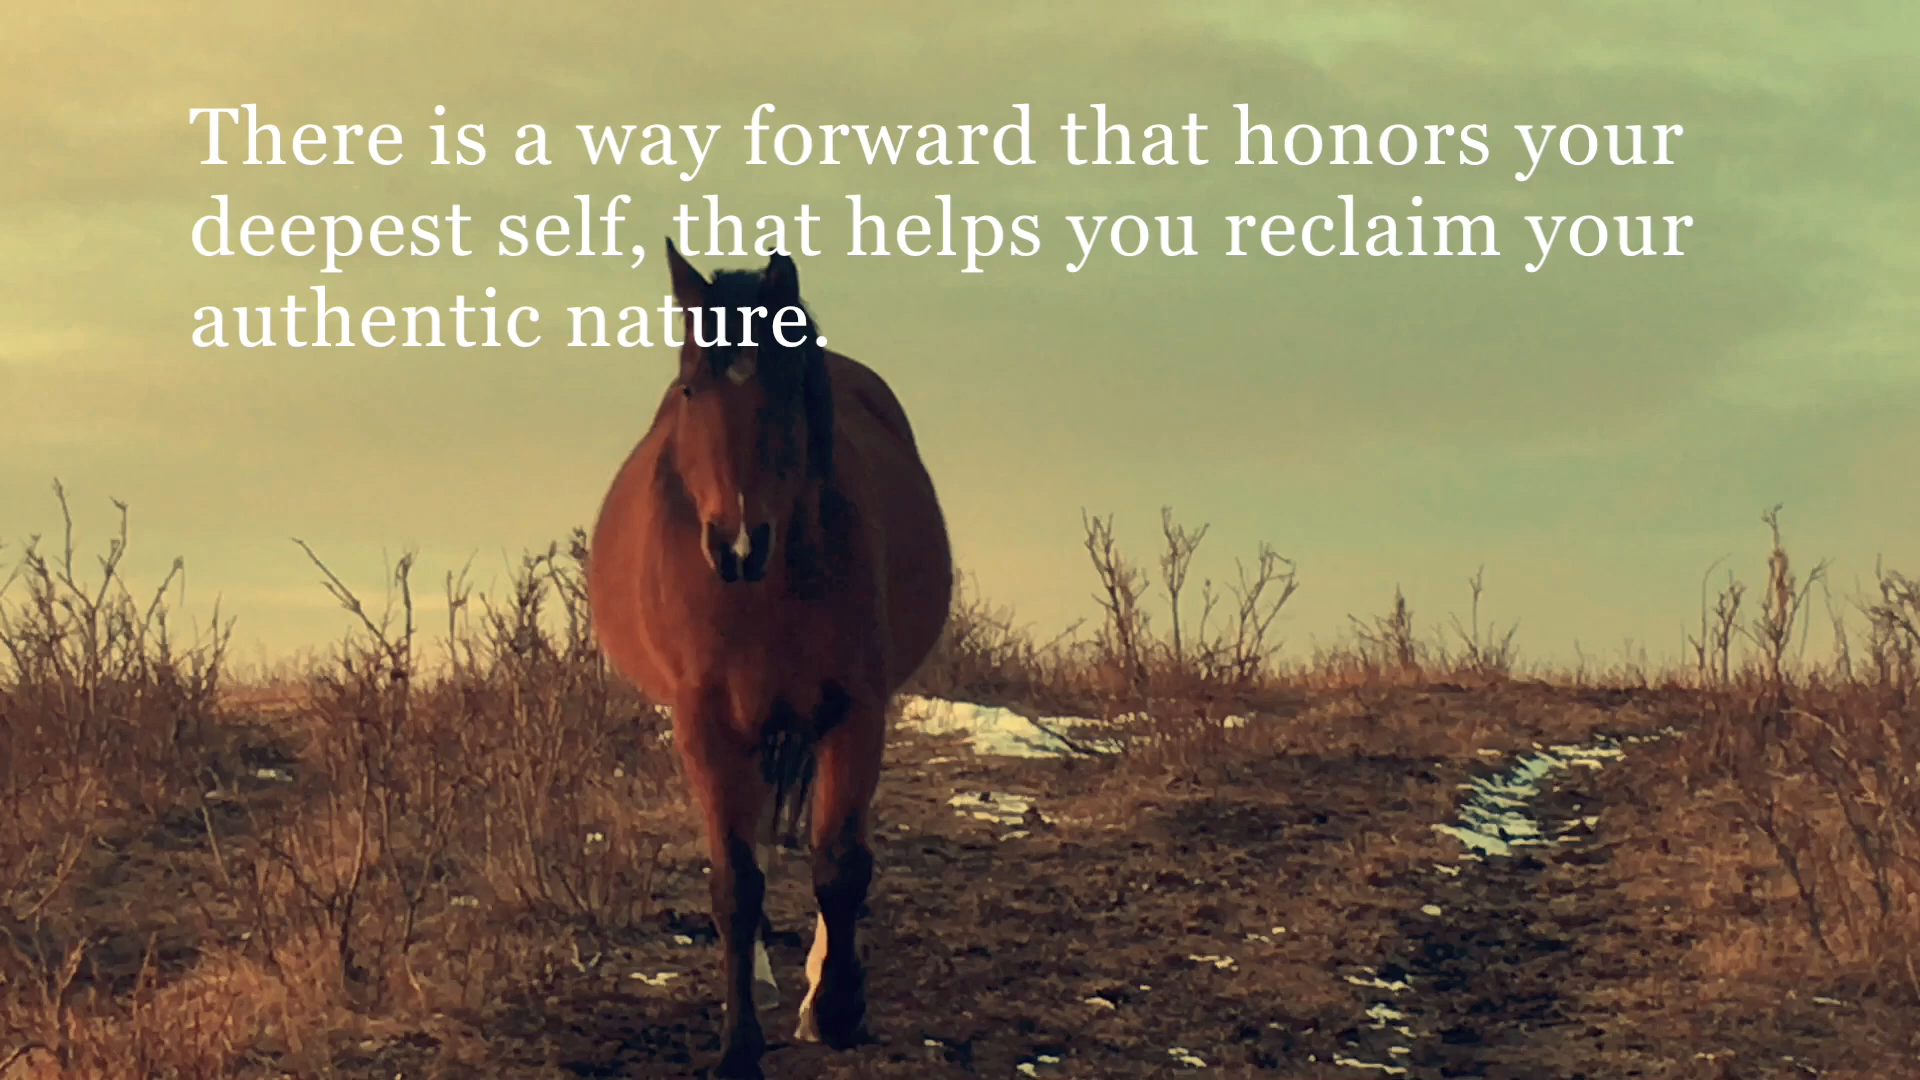 There is a way forward that honors your
deepest self, that helps you reclaim your
authentic nature.